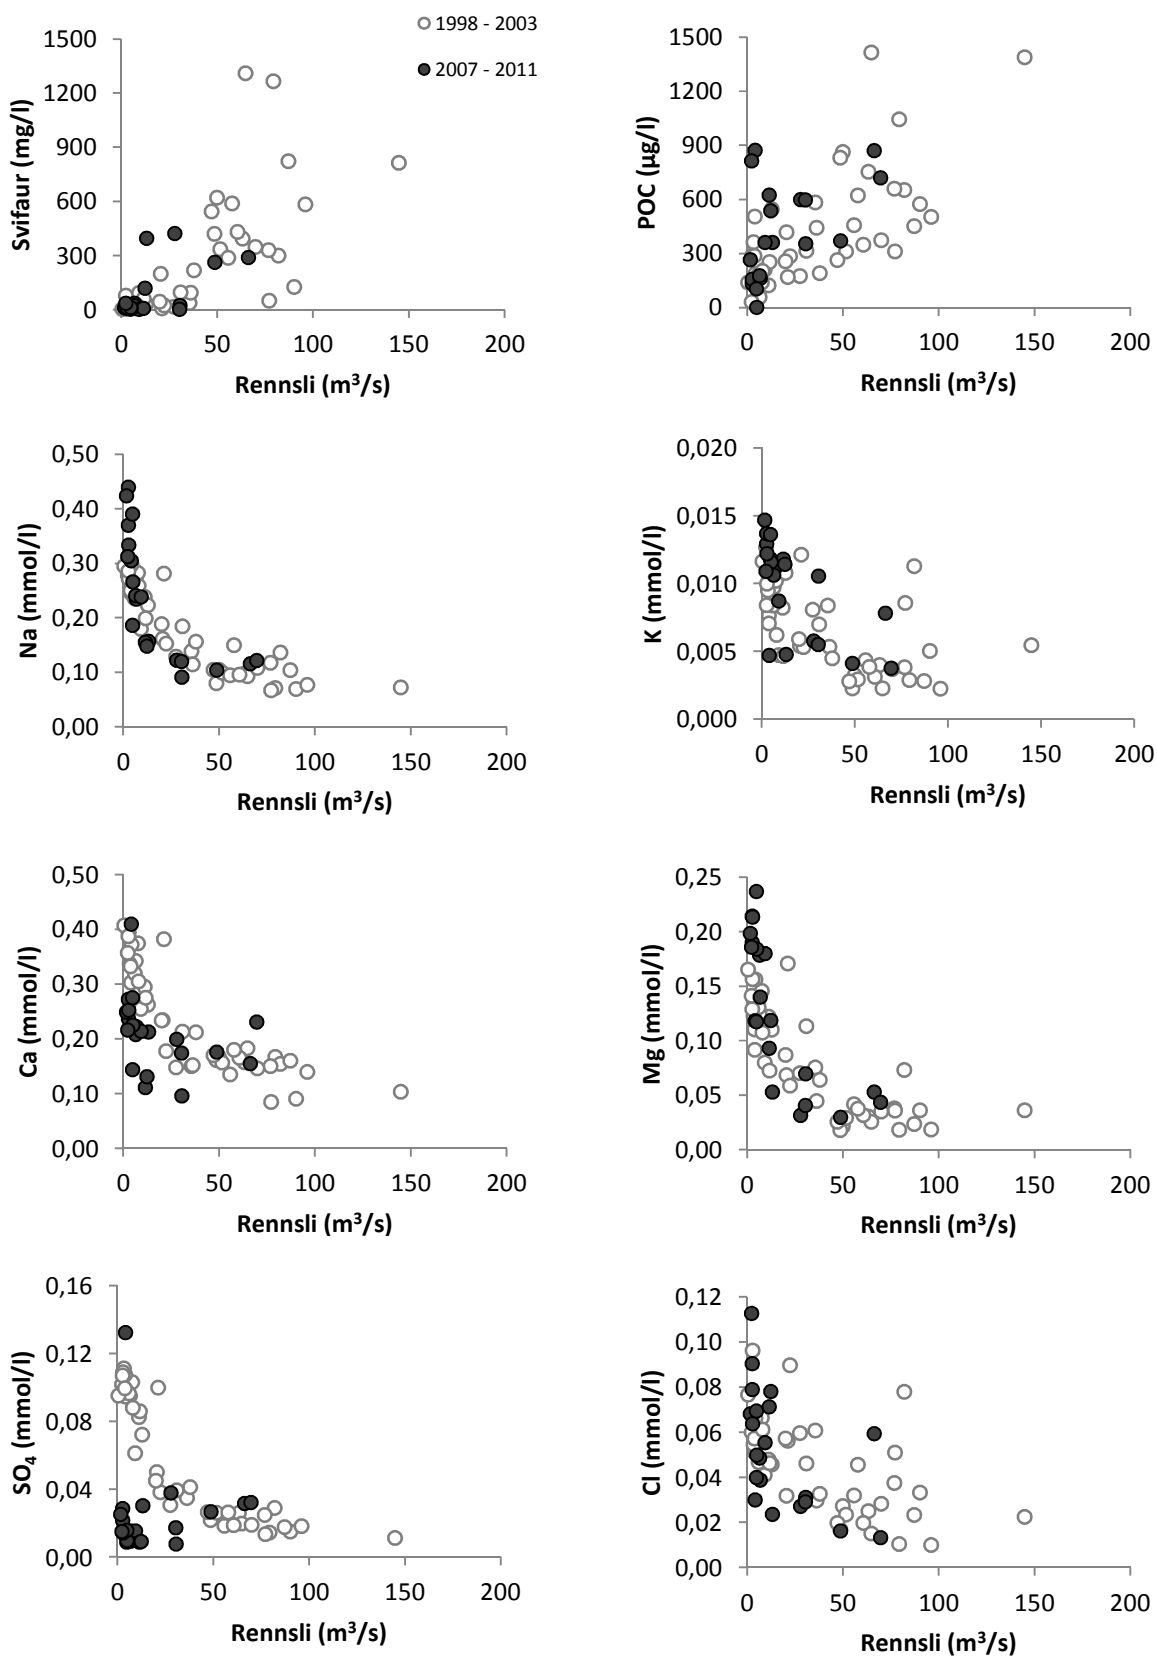 1998 - 2003
2007 - 2011
Svifaur (mg/l)
1500
1200
900
600
300
0
0 50 100 150 200
Rennsli (m³/s)
POC (µg/l)
1500
1200
900
600
300
0
0 50 100 150 200
Rennsli (m³/s)
Na (mmol/l)
0,50
0,40
0,30
0,20
0,10
0,00
0 50 100 150 200
Rennsli (m³/s)
K (mmol/l)
0,020
0,015
0,010
0,005
0,000
0 50 100 150 200
Rennsli (m³/s)
Ca (mmol/l)
0,50
0,40
0,30
0,20
0,10
0,00
0 50 100 150 200
Rennsli (m³/s)
Mg (mmol/l)
0,25
0,20
0,15
0,10
0,05
0,00
0 50 100 150 200
Rennsli (m³/s)
SO₄ (mmol/l)
0,16
0,12
0,08
0,04
0,00
0 50 100 150 200
Rennsli (m³/s)
Cl (mmol/l)
0,12
0,10
0,08
0,06
0,04
0,02
0,00
0 50 100 150 200
Rennsli (m³/s)